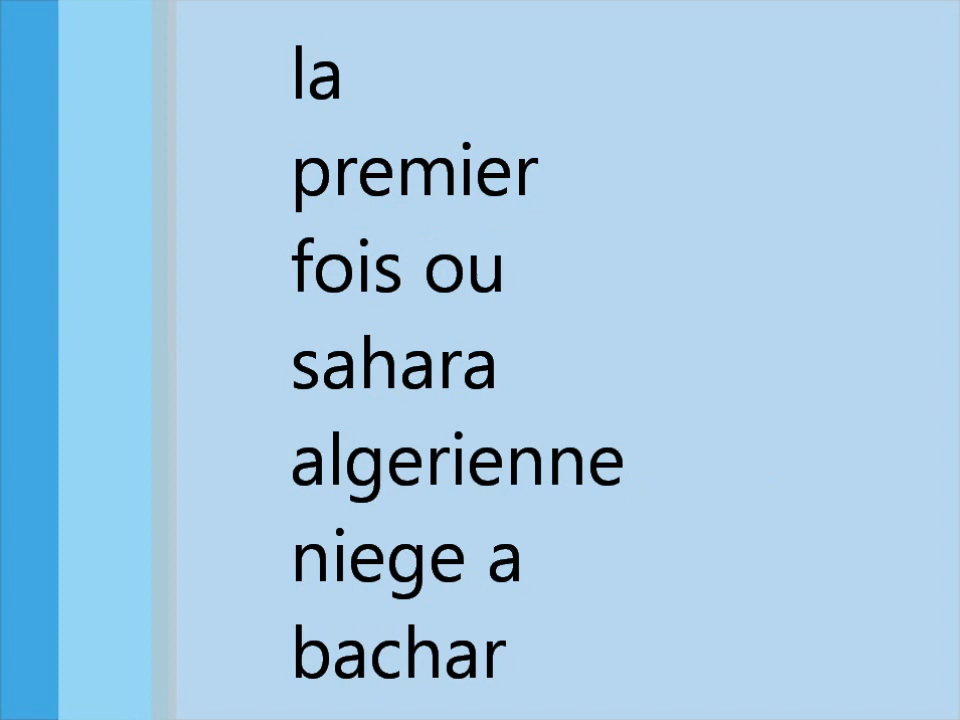 la
premier
fois ou
sahara
algerienne
niege a
bachar